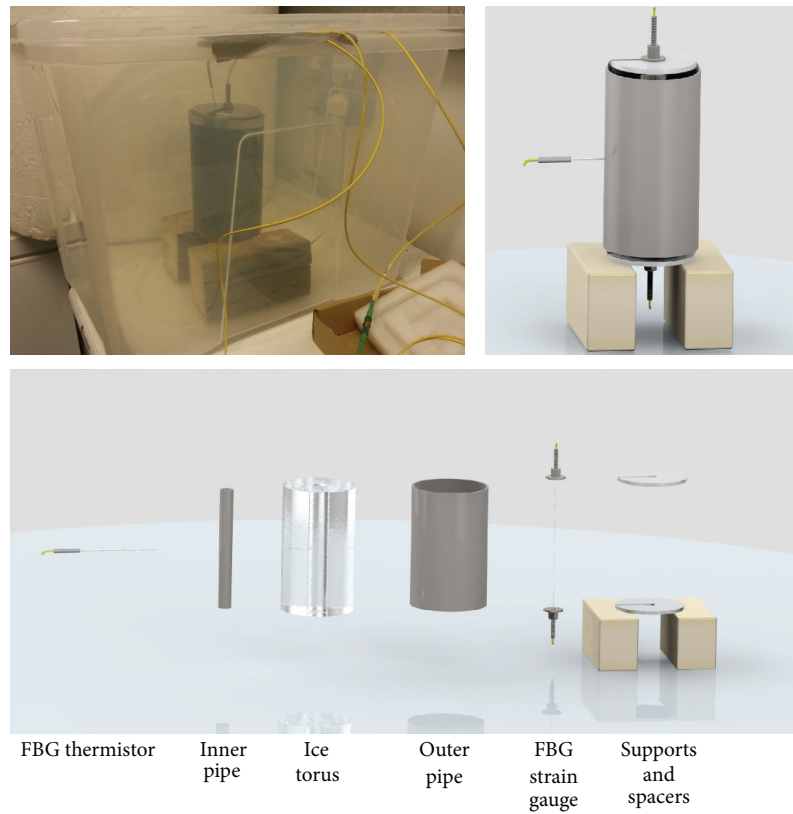 FBG thermistor
Inner
pipe
Ice
torus
Outer
pipe
FBG
strain
gauge
Supports
and
spacers